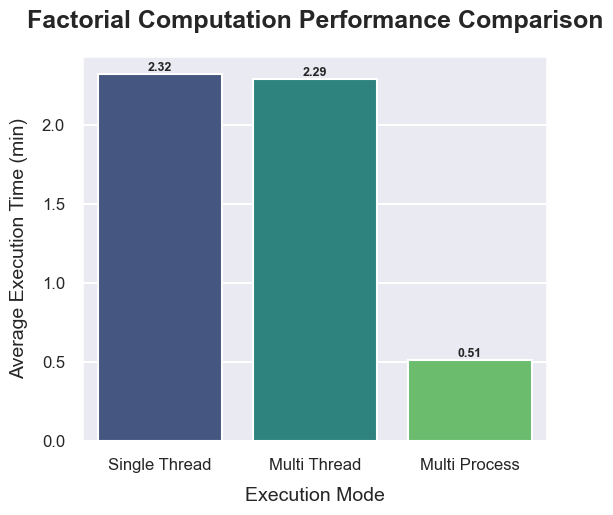 Factorial Computation Performance Comparison
Average Execution Time (min)
2.0
1.5
1.0
0.5
0.0
2.32
2.29
0.51
Single Thread
Multi Thread
Multi Process
Execution Mode